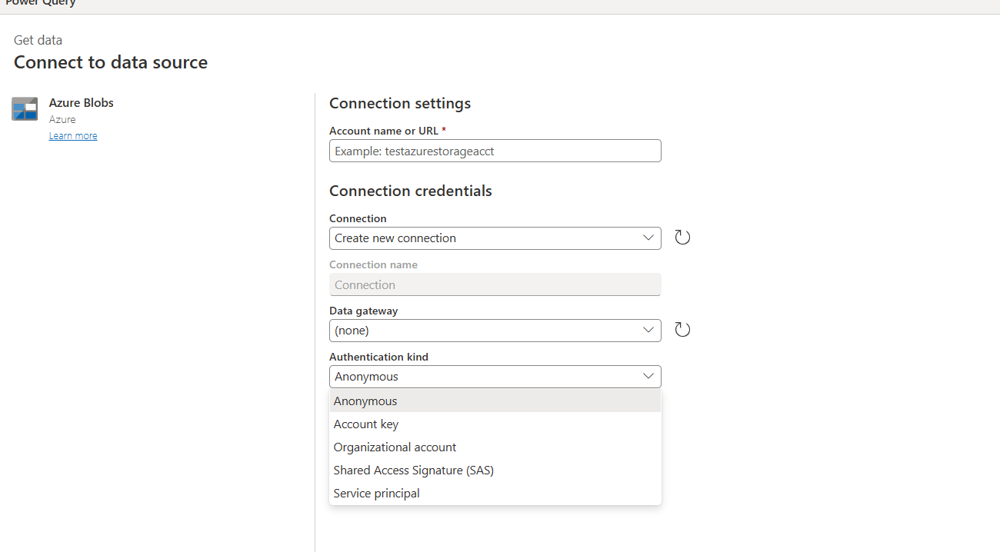 Power Query
Get data
Connect to data source
Azure Blobs
Azure
Learn more
Connection settings
Account name or URL *
Example: testazurestorageacct
Connection credentials
Connection
Create new connection
Connection name
Connection
Data gateway
(none)
Authentication kind
Anonymous
Anonymous
Account key
Organizational account
Shared Access Signature (SAS)
Service principal